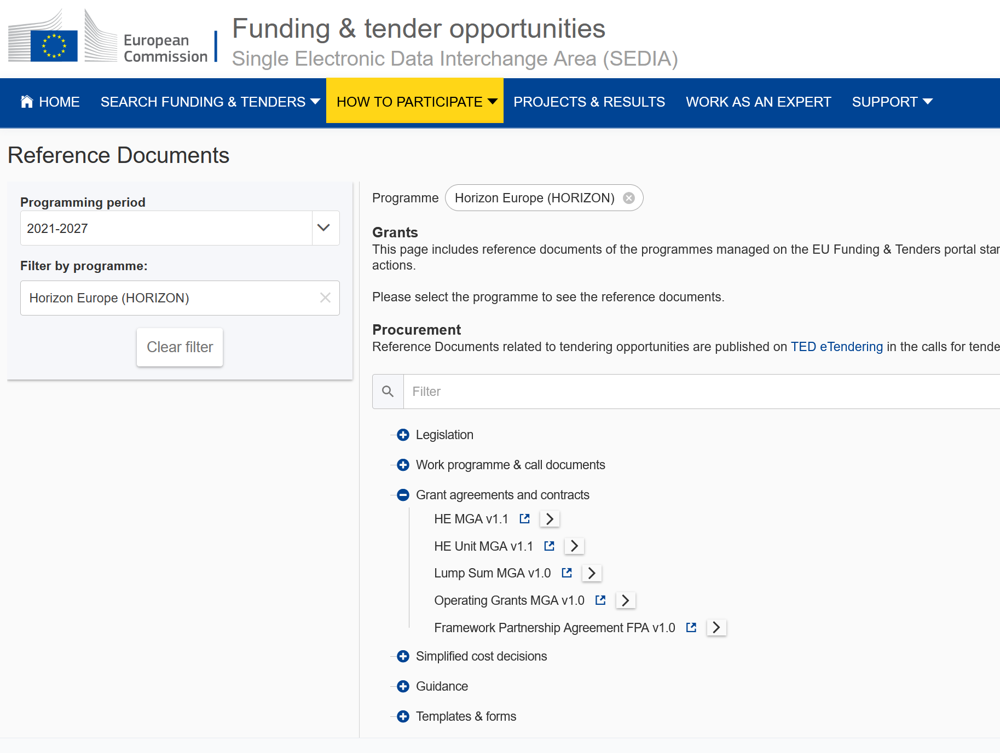 European
Commission
Funding & tender opportunities
Single Electronic Data Interchange Area (SEDIA)
HOME SEARCH FUNDING & TENDERS HOW TO PARTICIPATE PROJECTS & RESULTS WORK AS AN EXPERT SUPPORT
Reference Documents
Programming period
2021-2027
Filter by programme:
Horizon Europe (HORIZON)
Clear filter
Programme Horizon Europe (HORIZON)
Grants
This page includes reference documents of the programmes managed on the EU Funding & Tenders portal star
actions.
Please select the programme to see the reference documents.
Procurement
Reference Documents related to tendering opportunities are published on TED eTendering in the calls for tende
Filter
Legislation
Work programme & call documents
Grant agreements and contracts
HE MGA v1.1
HE Unit MGA v1.1
Lump Sum MGA v1.0
Operating Grants MGA v1.0
Framework Partnership Agreement FPA v1.0
Simplified cost decisions
Guidance
Templates & forms